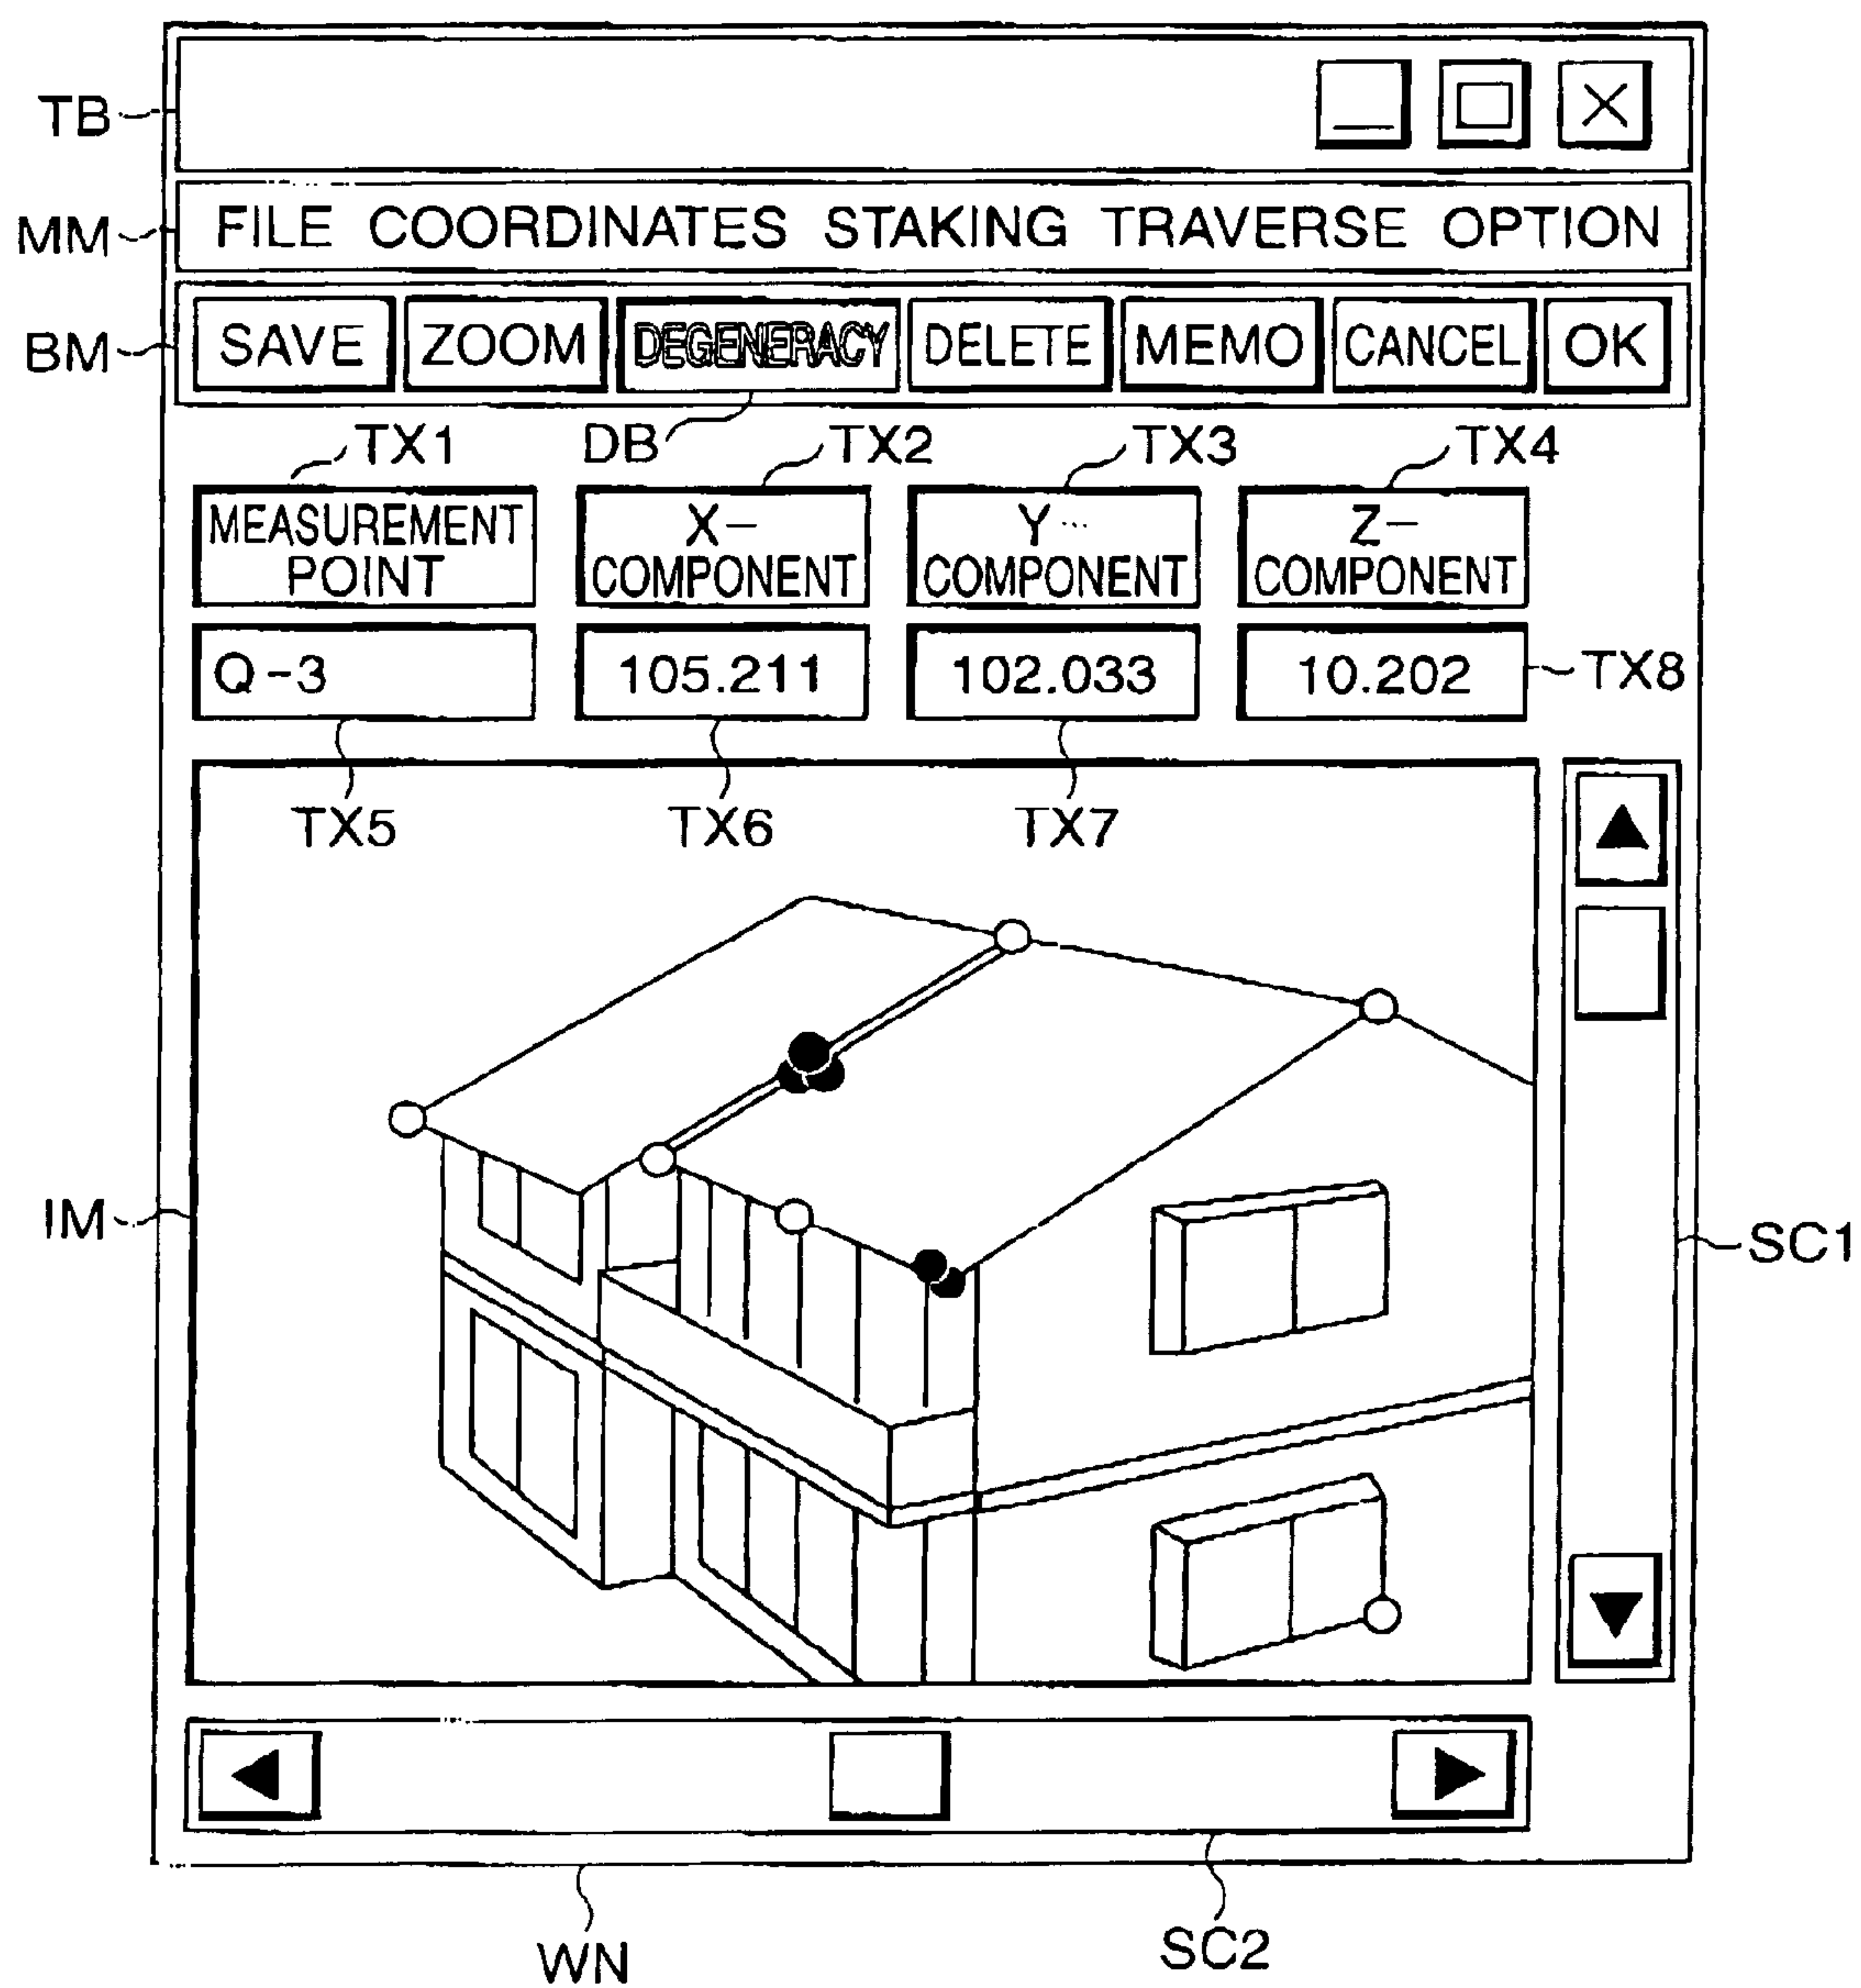 TB
MM
FILE COORDINATES STAKING TRAVERSE OPTION
BM
SAVE ZOOM DEGENERACY DELETE MEMO CANCEL OK
TX1 DB TX2 TX3 TX4
MEASUREMENT
POINT
X-
COMPONENT
Y-
COMPONENT
Z-
COMPONENT
Q-3 105.211 102.033 10.202 TX8
TX5 TX6 TX7
IM
SC1
WN
SC2